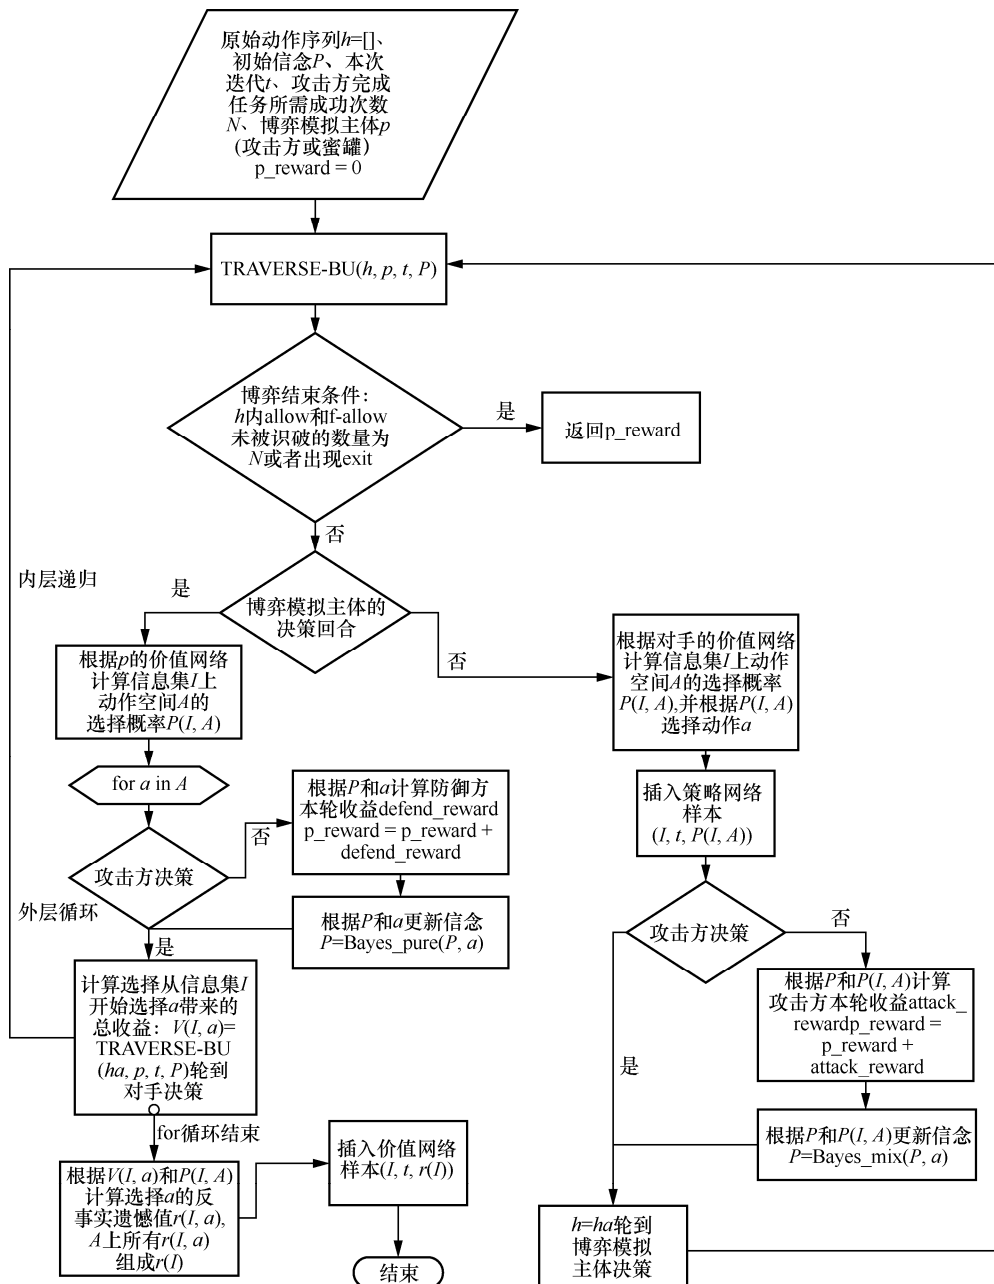 原始动作序列h=[]、
初始信念P、本次
迭代t、攻击方完成
任务所需成功次数
N、博弈模拟主体p
(攻击方或蜜罐)
p_reward = 0
TRAVERSE-BU(h, p, t, P)
博弈结束条件：
h内allow和f-allow
未被识破的数量为
N或者出现exit
是
返回p_reward
否
内层递归
博弈模拟主体的
决策回合
是
否
根据p的价值网络
计算信息集I上
动作空间A的
选择概率P(I, A)
for a in A
攻击方决策
否
根据P和a计算防御方
本轮收益defend_reward
p_reward = p_reward +
defend_reward
根据P和a更新信念
P=Bayes_pure(P, a)
外层循环
是
计算选择从信息集I
开始选择a带来的
总收益：V(I, a)=
TRAVERSE-BU
(ha, p, t, P)轮到
对手决策
for循环结束
根据V(I, a)和P(I, A)
计算选择a的反
事实遗憾值r(I, a),
A上所有r(I, a)
组成r(I)
插入价值网络
样本(I, t, r(I))
结束
根据对手的价值网络
计算信息集I上动作
空间A的选择概率
P(I, A),并根据P(I, A)
选择动作a
插入策略网络
样本
(I, t, P(I, A))
攻击方决策
否
是
根据P和P(I, A)计算
攻击方本轮收益attack_
rewardp_reward =
p_reward +
attack_reward
根据P和P(I, A)更新信念
P=Bayes_mix(P, a)
h=ha轮到
博弈模拟
主体决策